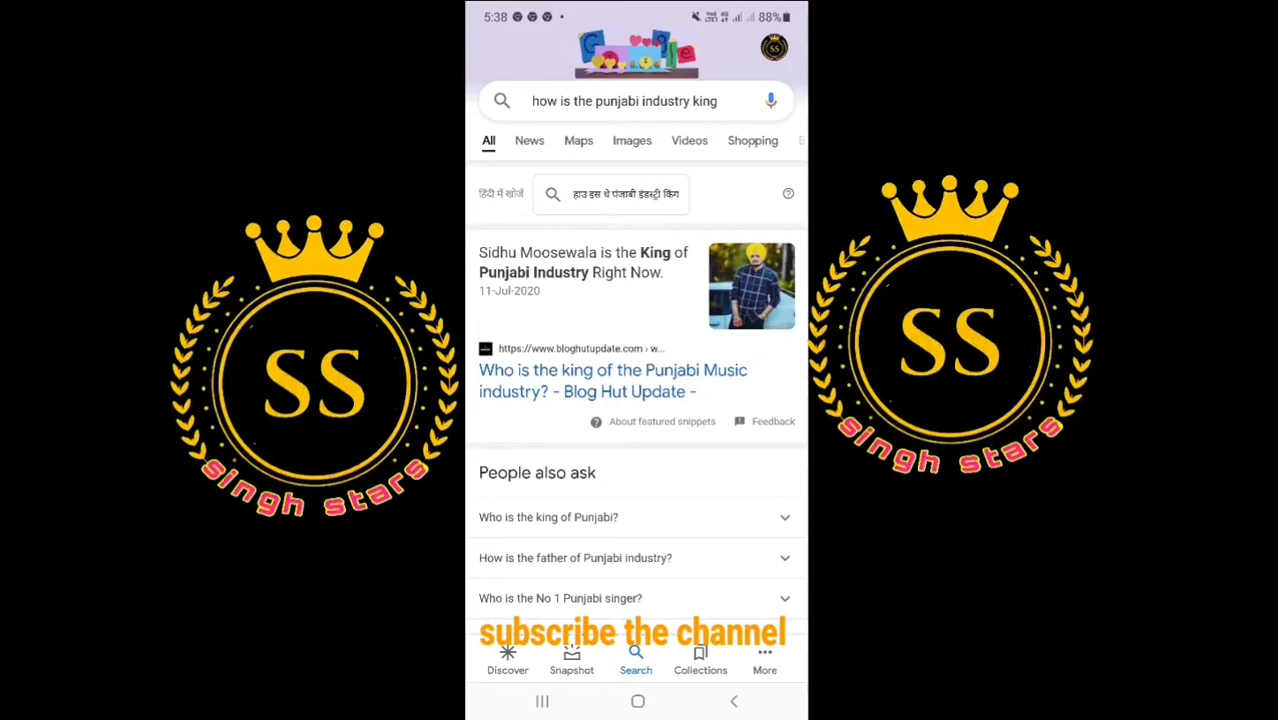 5:38
88%
how is the punjabi industry king
All News Maps Images Videos Shopping
हिंदी में खोजें
हाउ इस थे पंजाबी इंडस्ट्री किंग
Sidhu Moosewala is the King of
Punjabi Industry Right Now.
11-Jul-2020
https://www.bloghutupdate.com › w...
Who is the king of the Punjabi Music
industry? - Blog Hut Update -
About featured snippets Feedback
People also ask
Who is the king of Punjabi?
How is the father of Punjabi industry?
Who is the No 1 Punjabi singer?
subscribe the channel
Discover Snapshot Search Collections More
SS
singh stars
SS
singh stars
SS